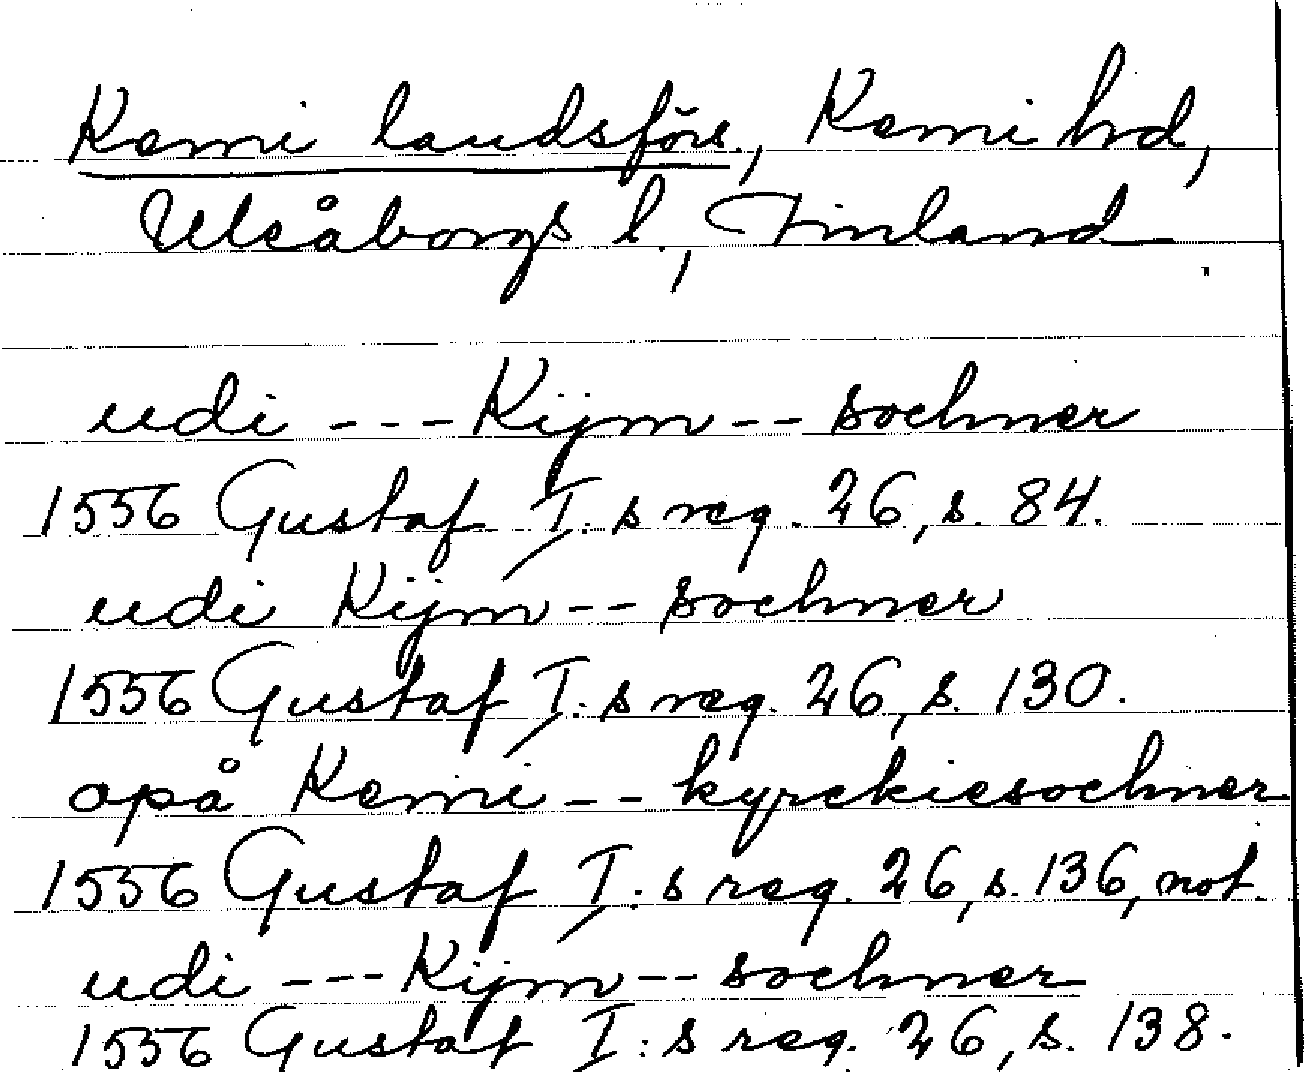 Kemi landsförs., Kemi hd,
Uleåborgs l., Finland.
udi --- Kijm -- sochner
1556 Gustaf I:s reg. 26, s. 84.
udi Kijm -- sochner
1556 Gustaf I:s reg. 26, s. 130.
opå Kemi -- kyrckiesochner
1556 Gustaf I:s reg. 26, s. 136, not.
udi --- Kijm -- sochner
1556 Gustaf I:s reg. 26, s. 138.